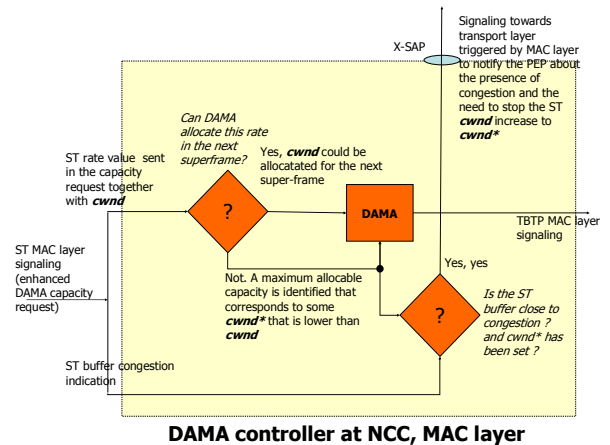 Signaling towards
transport layer
triggered by MAC layer
to notify the PEP about
the presence of
congestion and the
need to stop the ST
cwnd increase to
cwnd*
X-SAP
Can DAMA
allocate this rate
in the next
superframe?
ST rate value sent
in the capacity
request together
with cwnd
Yes, cwnd could be
allocatated for the next
super-frame
?
DAMA
TBTP MAC layer
signaling
ST MAC layer
signaling
(enhanced
DAMA capacity
request)
Not. A maximum allocable
capacity is identified that
corresponds to some
cwnd* that is lower than
cwnd
Yes, yes
?
Is the ST
buffer close to
congestion ?
and cwnd* has
been set ?
ST buffer congestion
indication
DAMA controller at NCC, MAC layer